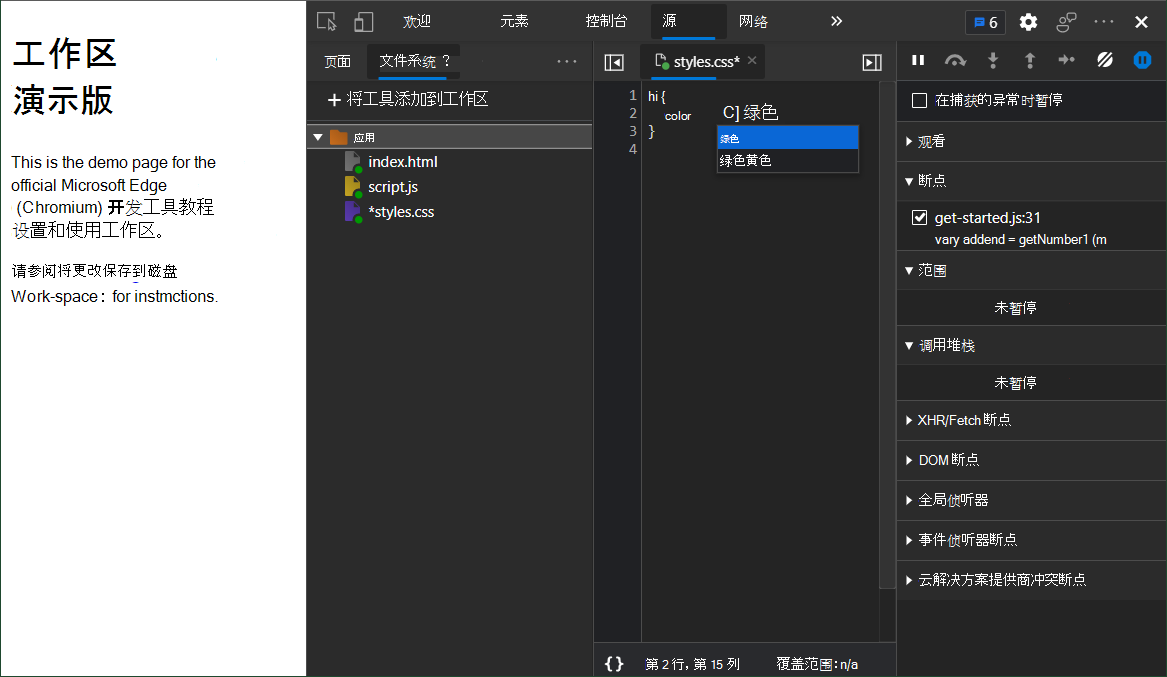 工作区
演示版
This is the demo page for the
official Microsoft Edge
(Chromium) 开发工具教程
设置和使用工作区。
请参阅将更改保存到磁盘
Work-space：for instmctions.
欢迎 元素 控制台 源 网络 » 6
页面 文件系统 ?
+ 将工具添加到工作区
应用
index.html
script.js
*styles.css
styles.css* ×
1 hi {
2 color C] 绿色
3 }
4
绿色
绿色黄色
{} 第 2 行, 第 15 列 覆盖范围: n/a
在捕获的异常时暂停
观看
断点
get-started.js:31
vary addend = getNumber1 (m
范围
未暂停
调用堆栈
未暂停
XHR/Fetch 断点
DOM 断点
全局侦听器
事件侦听器断点
云解决方案提供商冲突断点